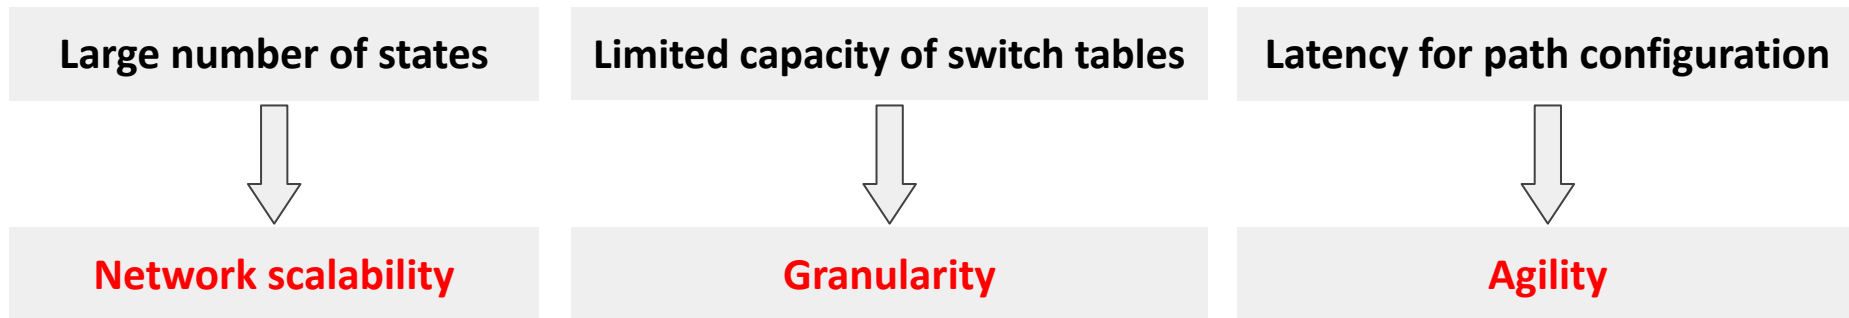 Large number of states
Limited capacity of switch tables
Latency for path configuration
Network scalability
Granularity
Agility